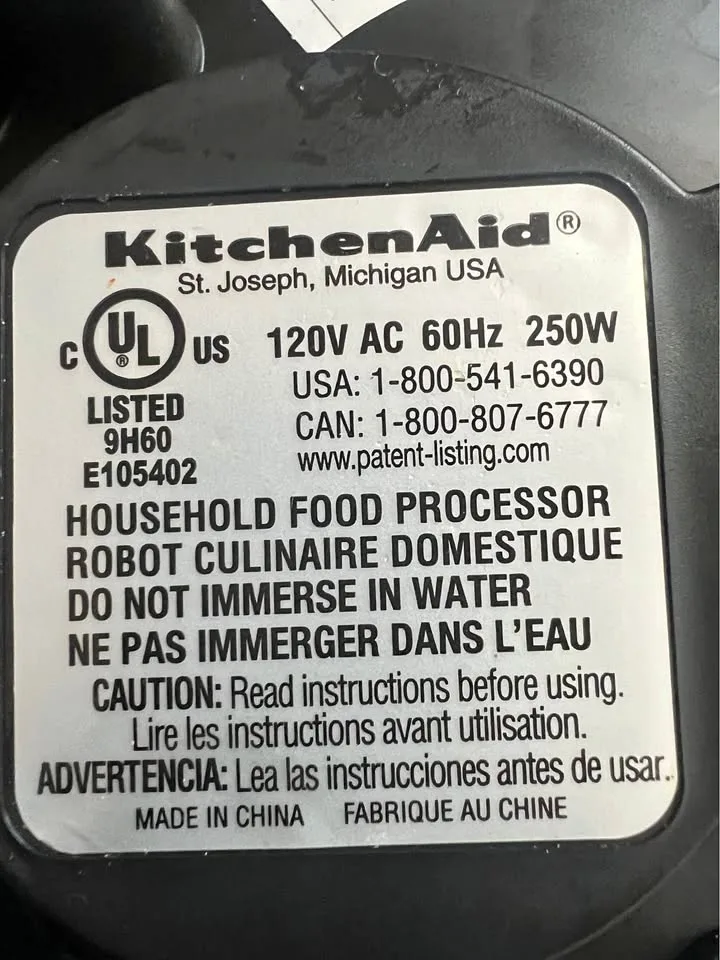 KitchenAid®
St. Joseph, Michigan USA
C UL® US 120V AC 60Hz 250W
LISTED USA: 1-800-541-6390
9H60 CAN: 1-800-807-6777
E105402 www.patent-listing.com
HOUSEHOLD FOOD PROCESSOR
ROBOT CULINAIRE DOMESTIQUE
DO NOT IMMERSE IN WATER
NE PAS IMMERGER DANS L'EAU
CAUTION: Read instructions before using.
Lire les instructions avant utilisation.
ADVERTENCIA: Lea las instrucciones antes de usar.
MADE IN CHINA FABRIQUE AU CHINE